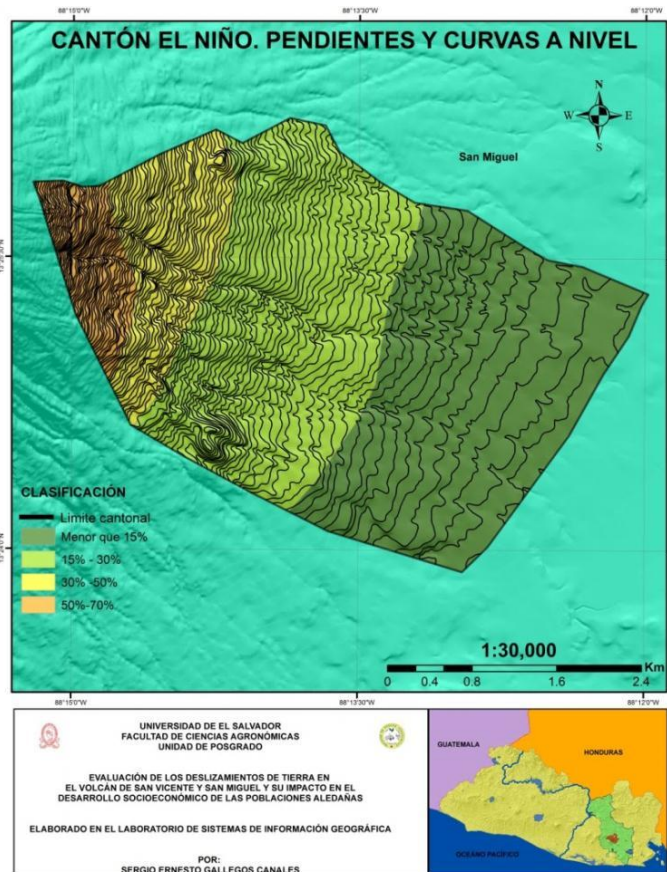 88°15'0"W 88°13'30"W 88°12'0"W
CANTÓN EL NIÑO. PENDIENTES Y CURVAS A NIVEL
N
W E
S
San Miguel
CLASIFICACIÓN
Limite cantonal
Menor que 15%
15% - 30%
30% -50%
50%-70%
1:30,000
Km
0 0.4 0.8 1.6 2.4
88°15'0"W 88°13'30"W 88°12'0"W
UNIVERSIDAD DE EL SALVADOR
FACULTAD DE CIENCIAS AGRONÓMICAS
UNIDAD DE POSGRADO
EVALUACIÓN DE LOS DESLIZAMIENTOS DE TIERRA EN
EL VOLCÁN DE SAN VICENTE Y SAN MIGUEL Y SU IMPACTO EN EL
DESARROLLO SOCIOECONÓMICO DE LAS POBLACIONES ALEDAÑAS
ELABORADO EN EL LABORATORIO DE SISTEMAS DE INFORMACIÓN GEOGRÁFICA
POR:
SERGIO ERNESTO GALLEGOS CANALES
GUATEMALA
HONDURAS
OCEÁNO PACÍFICO